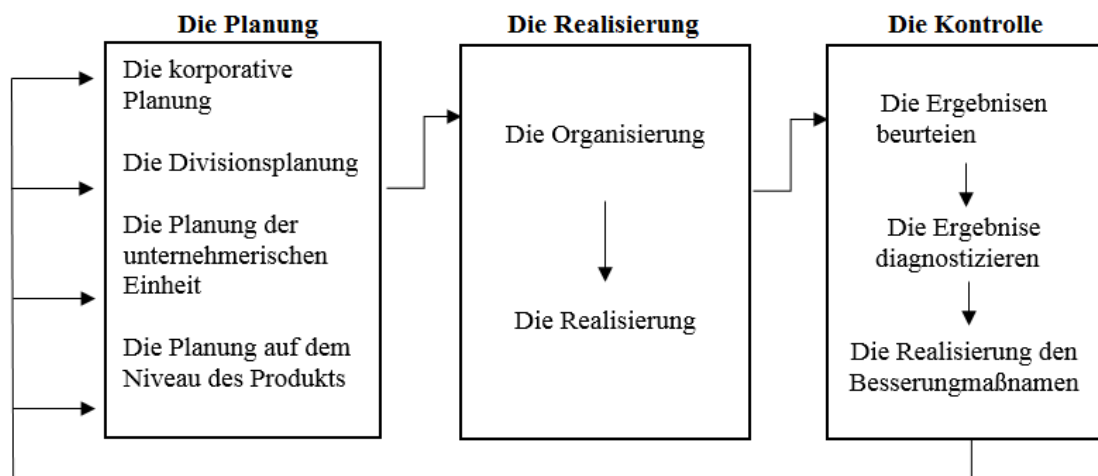 Die Planung
Die korporative
Planung
Die Divisionsplanung
Die Planung der
unternehmerischen
Einheit
Die Planung auf dem
Niveau des Produkts
Die Realisierung
Die Organisierung
Die Realisierung
Die Kontrolle
Die Ergebnisen
beurteien
Die Ergebnise
diagnostizieren
Die Realisierung den
Besserungmaßnamen